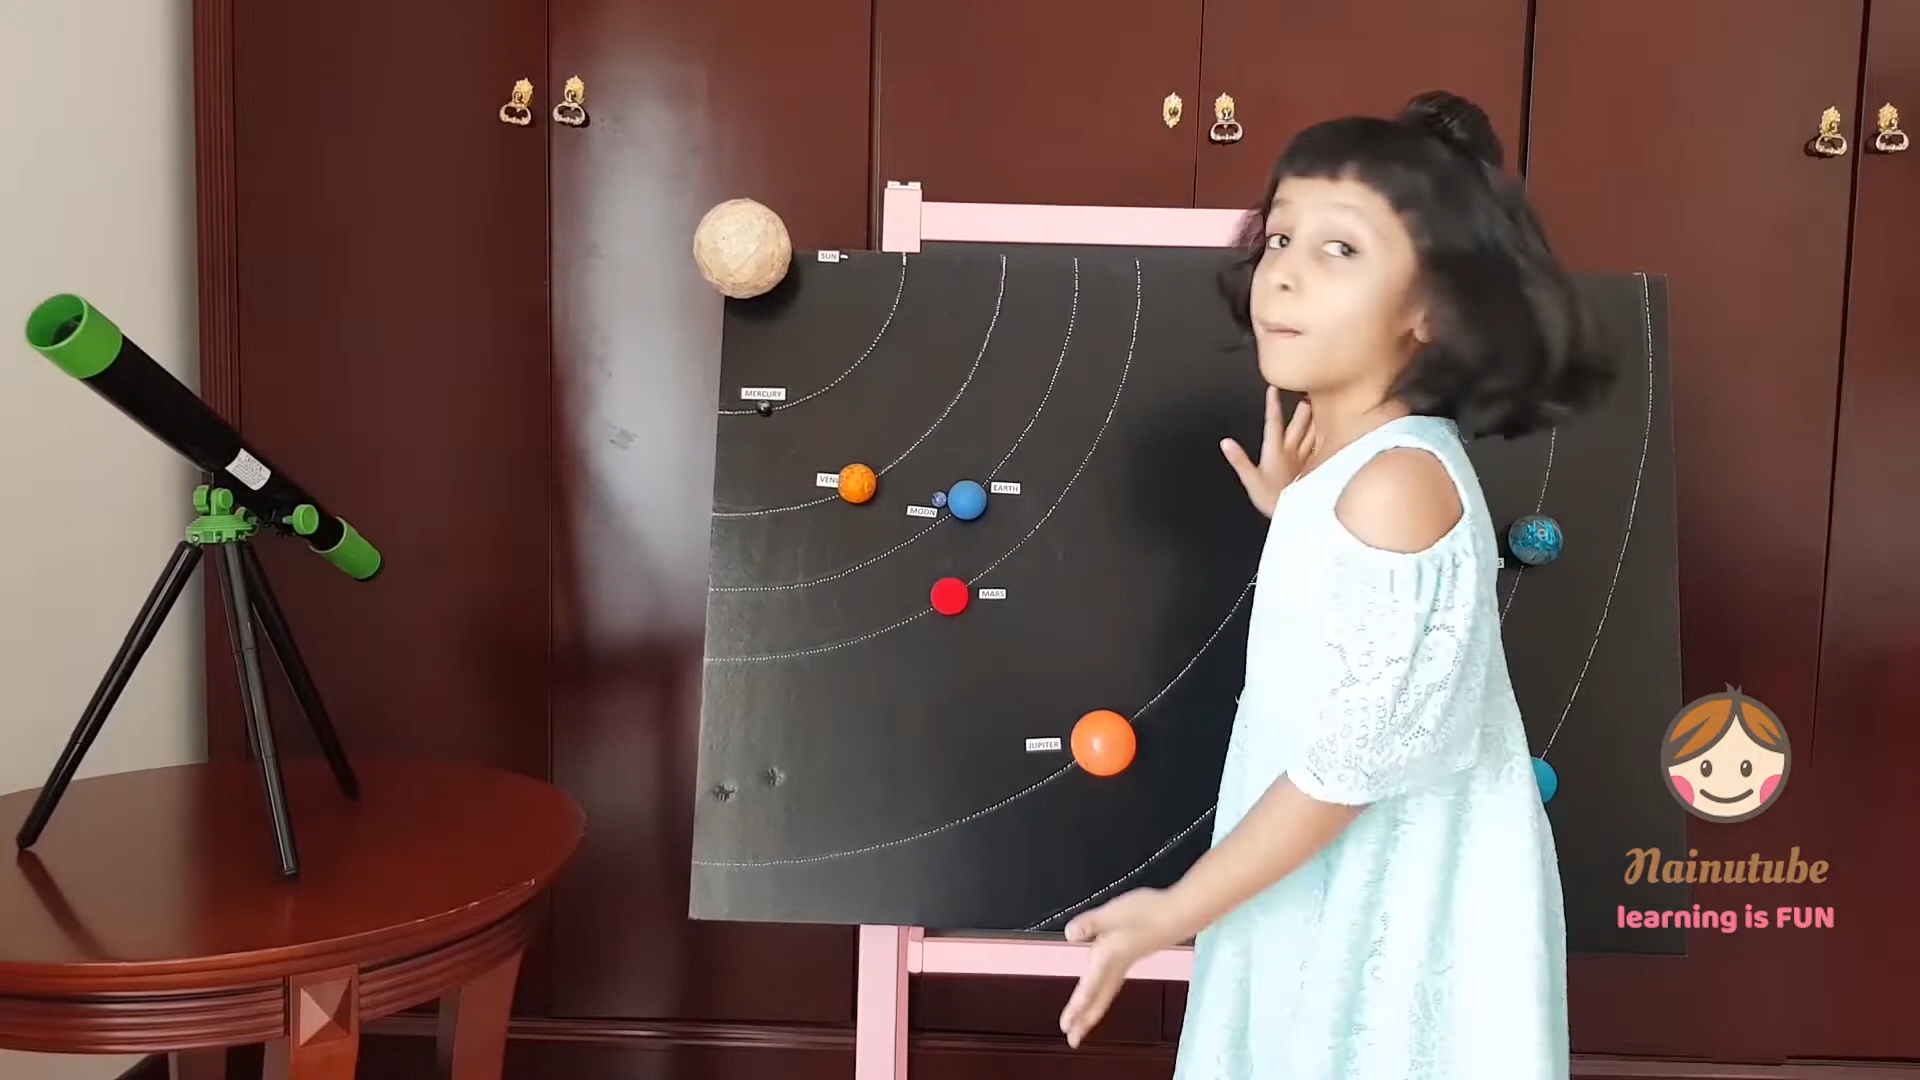 SUN
MERCURY
EARTH
MOON
MARS
JUPITER
Nainutube
learning is FUN